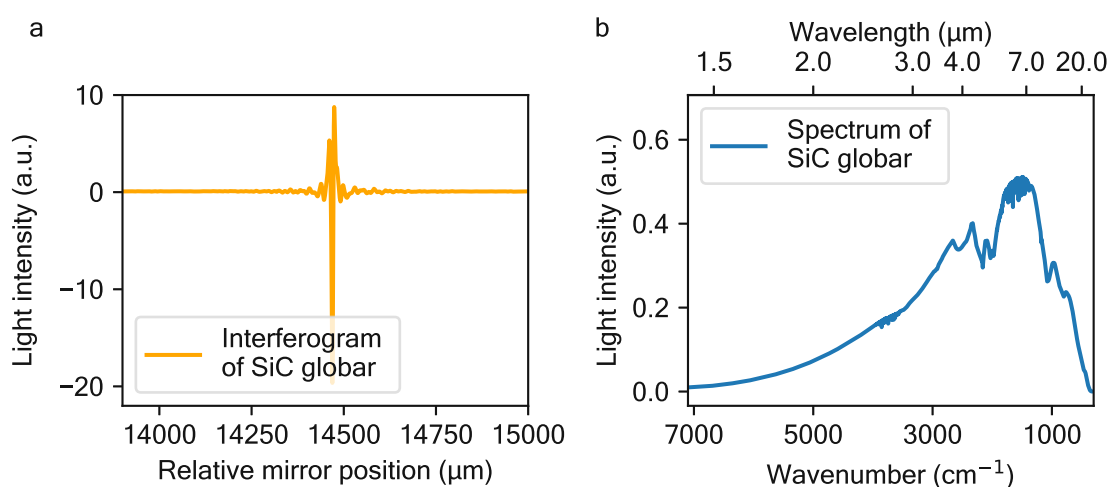 a
10
0
−10
−20
Light intensity (a.u.)
Interferogram
of SiC globar
14000 14250 14500 14750 15000
Relative mirror position (μm)
b
Wavelength (μm)
1.5 2.0 3.0 4.0 7.0 20.0
0.6
0.4
0.2
0.0
Light intensity (a.u.)
Spectrum of
SiC globar
7000 5000 3000 1000
Wavenumber (cm⁻¹)